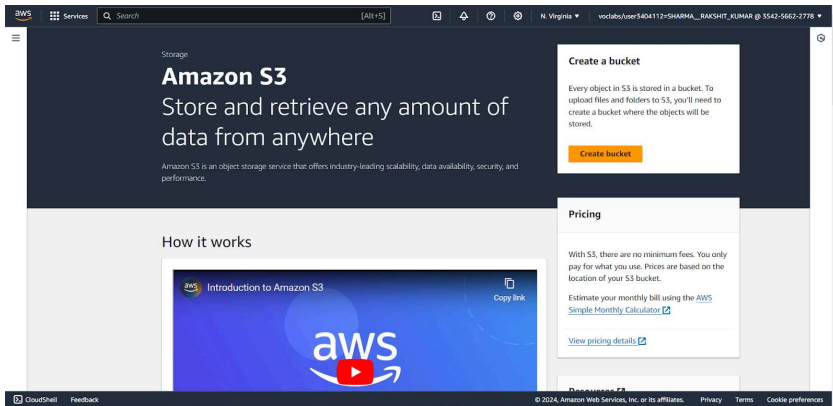 aws
Services
Search
[Alt+S]
N. Virginia
voclabs/user3404112=SHARMA__RAKSHIT_KUMAR @ 3542-5662-2778
Storage
Amazon S3
Store and retrieve any amount of
data from anywhere
Amazon S3 is an object storage service that offers industry-leading scalability, data availability, security, and
performance.
Create a bucket
Every object in S3 is stored in a bucket. To
upload files and folders to S3, you'll need to
create a bucket where the objects will be
stored.
Create bucket
How it works
aws
Introduction to Amazon S3
Copy link
aws
Pricing
With S3, there are no minimum fees. You only
pay for what you use. Prices are based on the
location of your S3 bucket.
Estimate your monthly bill using the AWS
Simple Monthly Calculator
View pricing details
Resources
CloudShell
Feedback
© 2024, Amazon Web Services, Inc. or its affiliates.
Privacy
Terms
Cookie preferences